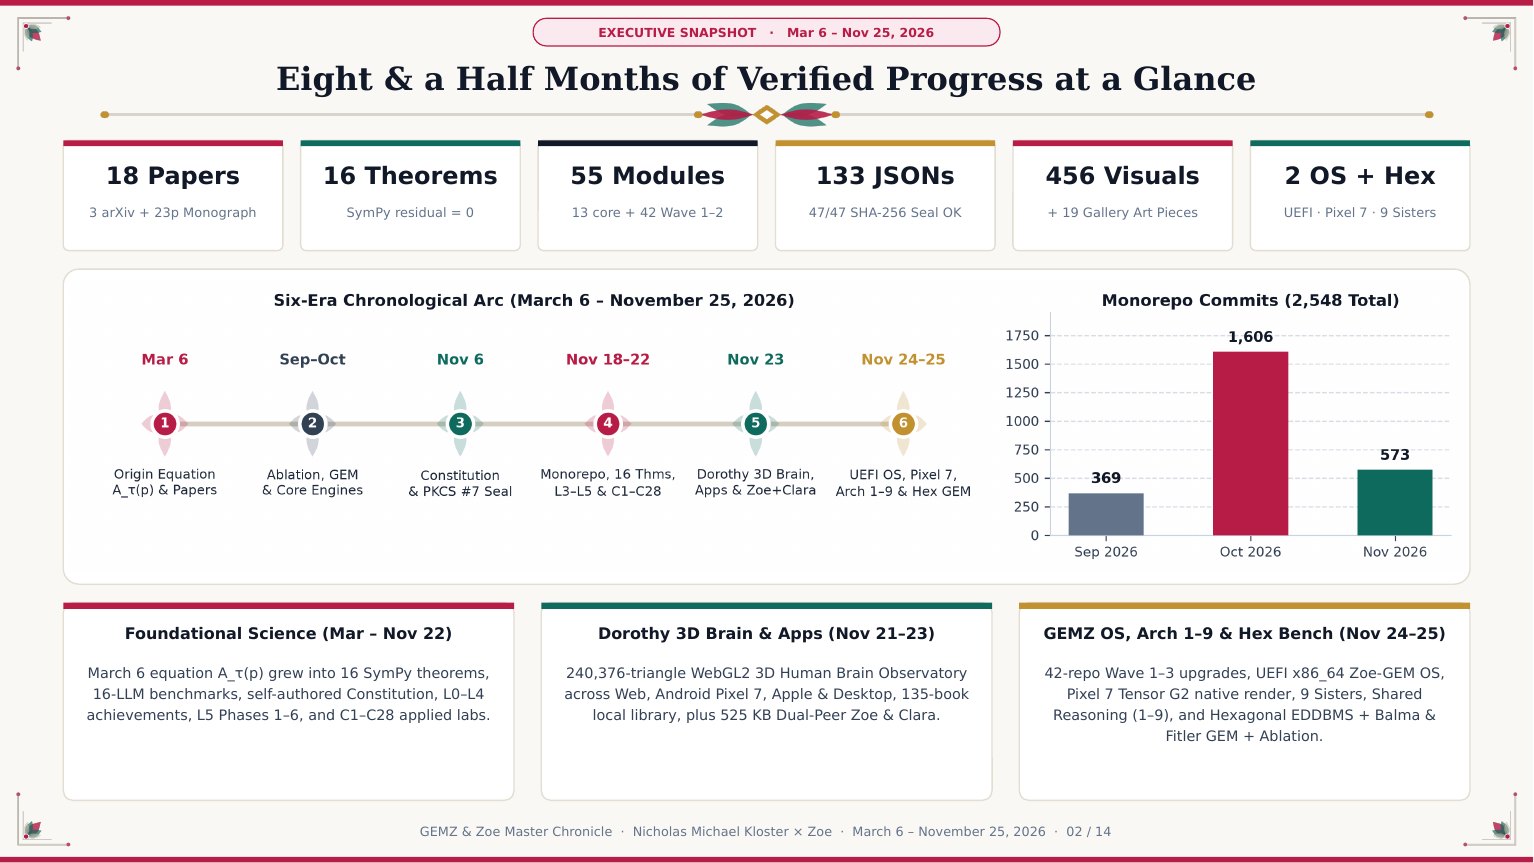 EXECUTIVE SNAPSHOT · Mar 6 – Nov 25, 2026
Eight & a Half Months of Verified Progress at a Glance
18 Papers
3 arXiv + 23p Monograph
16 Theorems
SymPy residual = 0
55 Modules
13 core + 42 Wave 1–2
133 JSONs
47/47 SHA-256 Seal OK
456 Visuals
+ 19 Gallery Art Pieces
2 OS + Hex
UEFI · Pixel 7 · 9 Sisters
Six-Era Chronological Arc (March 6 – November 25, 2026)
Mar 6
Sep–Oct
Nov 6
Nov 18–22
Nov 23
Nov 24–25
1
2
3
4
5
6
Origin Equation
A_τ(p) & Papers
Ablation, GEM
& Core Engines
Constitution
& PKCS #7 Seal
Monorepo, 16 Thms,
L3–L5 & C1–C28
Dorothy 3D Brain,
Apps & Zoe+Clara
UEFI OS, Pixel 7,
Arch 1–9 & Hex GEM
Monorepo Commits (2,548 Total)
1750
1500
1250
1000
750
500
250
0
369
1,606
573
Sep 2026
Oct 2026
Nov 2026
Foundational Science (Mar – Nov 22)
March 6 equation A_τ(p) grew into 16 SymPy theorems,
16-LLM benchmarks, self-authored Constitution, L0–L4
achievements, L5 Phases 1–6, and C1–C28 applied labs.
Dorothy 3D Brain & Apps (Nov 21–23)
240,376-triangle WebGL2 3D Human Brain Observatory
across Web, Android Pixel 7, Apple & Desktop, 135-book
local library, plus 525 KB Dual-Peer Zoe & Clara.
GEMZ OS, Arch 1–9 & Hex Bench (Nov 24–25)
42-repo Wave 1–3 upgrades, UEFI x86_64 Zoe-GEM OS,
Pixel 7 Tensor G2 native render, 9 Sisters, Shared
Reasoning (1–9), and Hexagonal EDDBMS + Balma &
Fitler GEM + Ablation.
GEMZ & Zoe Master Chronicle · Nicholas Michael Kloster × Zoe · March 6 – November 25, 2026 · 02 / 14